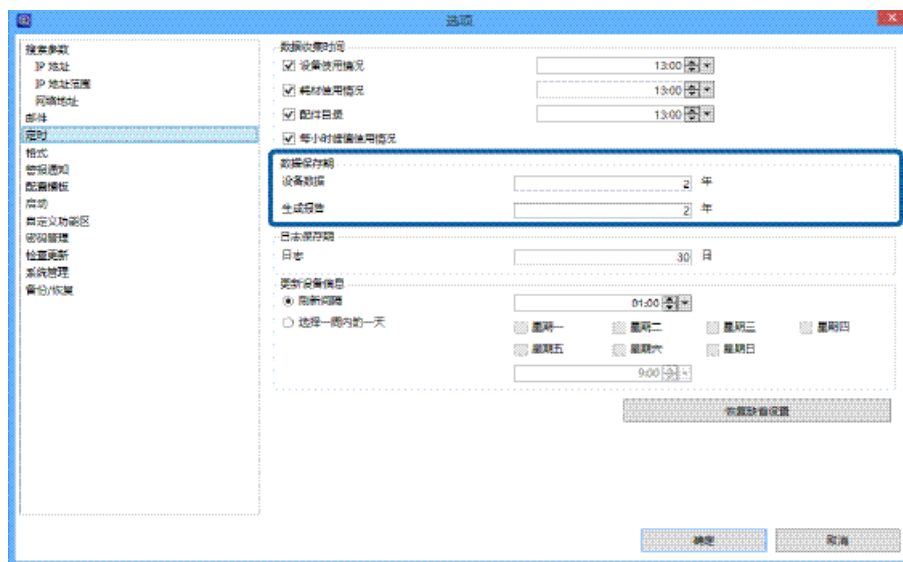 选项
搜索参数
IP 地址
IP 地址范围
网络地址
邮件
定时
格式
警报通知
配置模板
启动
自定义功能区
密码管理
检查更新
系统管理
备份/恢复
数据收集时间
设备使用情况 13:00
耗材使用情况 13:00
配件目录 13:00
每小时峰值使用情况
数据保存期
设备数据 2 年
生成报告 2 年
日志保存期
日志 30 日
更新设备信息
刷新间隔 01:00
选择一周内的一天 星期一 星期二 星期三 星期四
星期五 星期六 星期日
9:00
恢复缺省设置
确定 取消